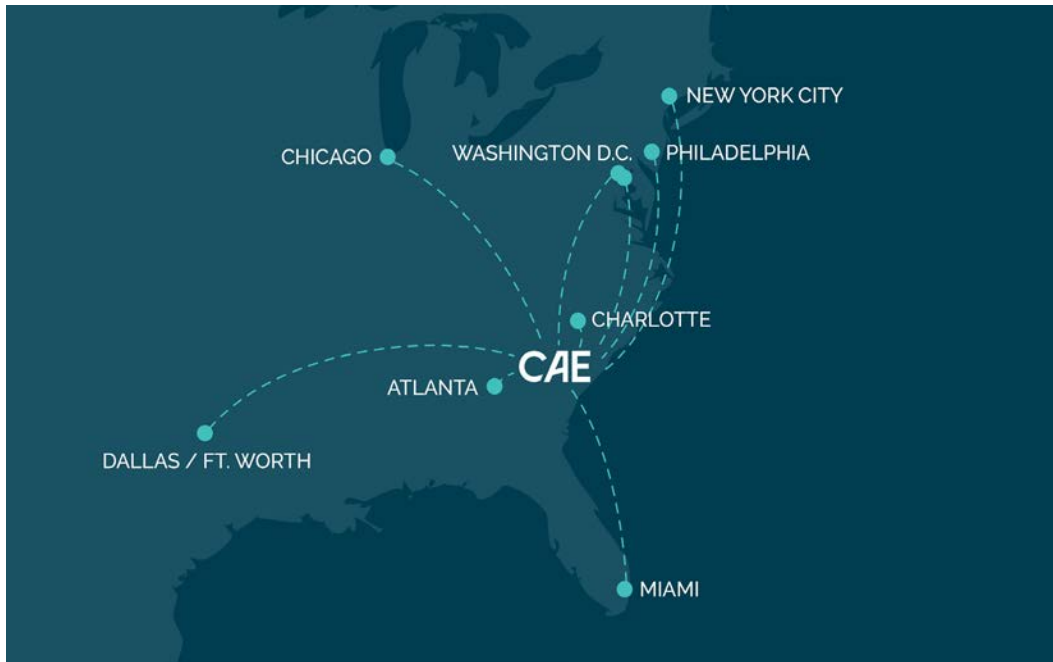 NEW YORK CITY
WASHINGTON D.C.
PHILADELPHIA
CHICAGO
CHARLOTTE
CAE
ATLANTA
DALLAS / FT. WORTH
MIAMI